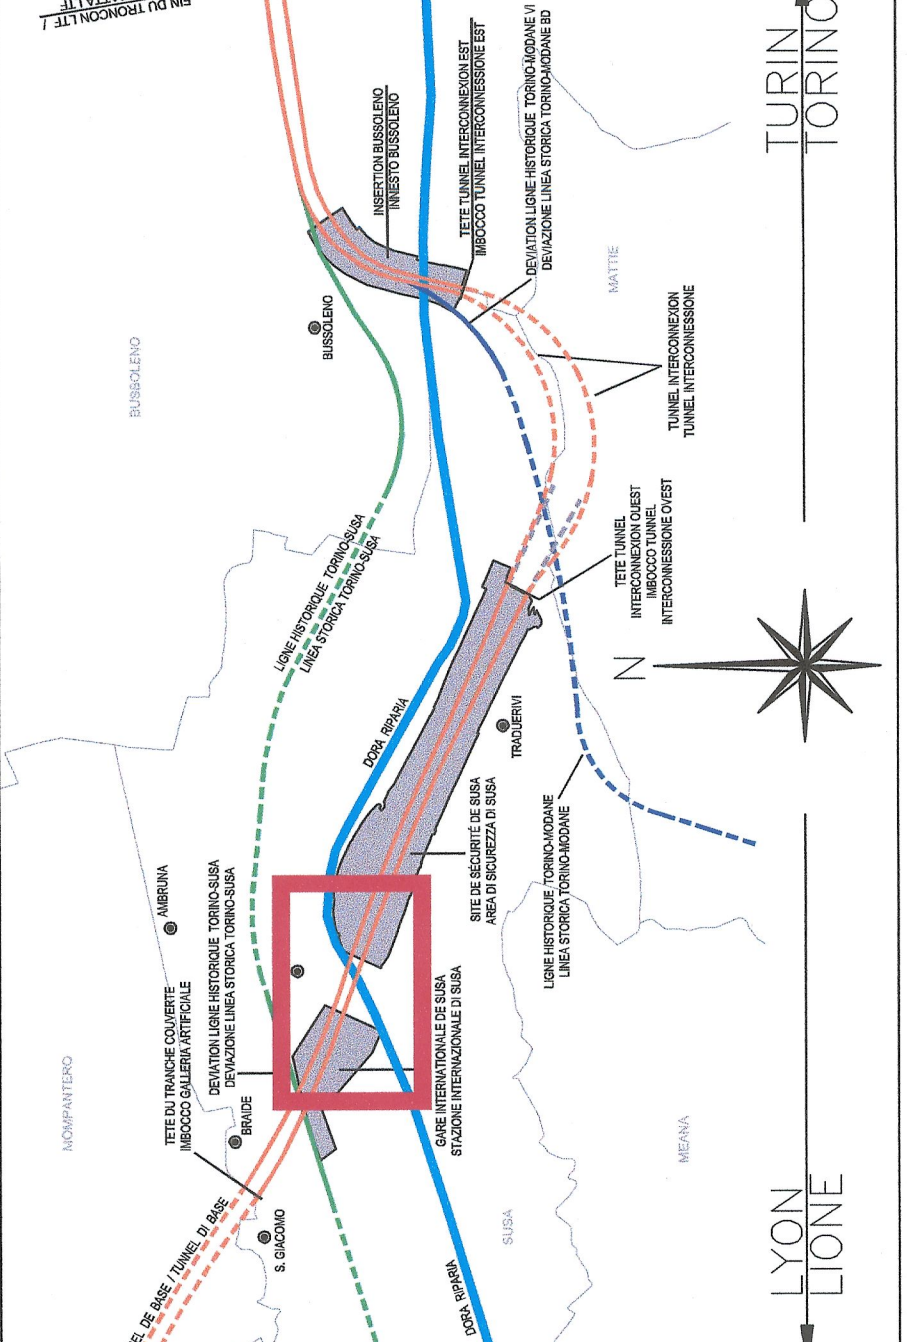 FIN DU TRONCON LTF /
BUSSOLENO
INSERTION BUSSOLENO
INNESTO BUSSOLENO
TETE TUNNEL INTERCONNEXION EST
IMBOCCO TUNNEL INTERCONNESSIONE EST
DEVIATION LIGNE HISTORIQUE TORINO-MODANE VI
DEVIAZIONE LINEA STORICA TORINO-MODANE BD
MATTIE
TURIN
TORINO
BUSSOLENO
TUNNEL INTERCONNEXION
TUNNEL INTERCONNESSIONE
LIGNE HISTORIQUE TORINO-SUSA
LINEA STORICA TORINO-SUSA
TETE TUNNEL
INTERCONNEXION OUEST
IMBOCCO TUNNEL
INTERCONNESSIONE OVEST
N
DORA RIPARIA
TRADUERIVI
SITE DE SÉCURITÉ DE SUSA
AREA DI SICUREZZA DI SUSA
LIGNE HISTORIQUE TORINO-MODANE
LINEA STORICA TORINO-MODANE
AMBRUNA
DEVIATION LIGNE HISTORIQUE TORINO-SUSA
DEVIAZIONE LINEA STORICA TORINO-SUSA
TETE DU TRANCHE COUVERTE
IMBOCCO GALLERIA ARTIFICIALE
GARE INTERNATIONALE DE SUSA
STAZIONE INTERNAZIONALE DI SUSA
MOMPANTERO
BRAIDE
MEANA
S. GIACOMO
SUSA
DE BASE / TUNNEL DI BASE
DORA RIPARIA
LYON
LIONE